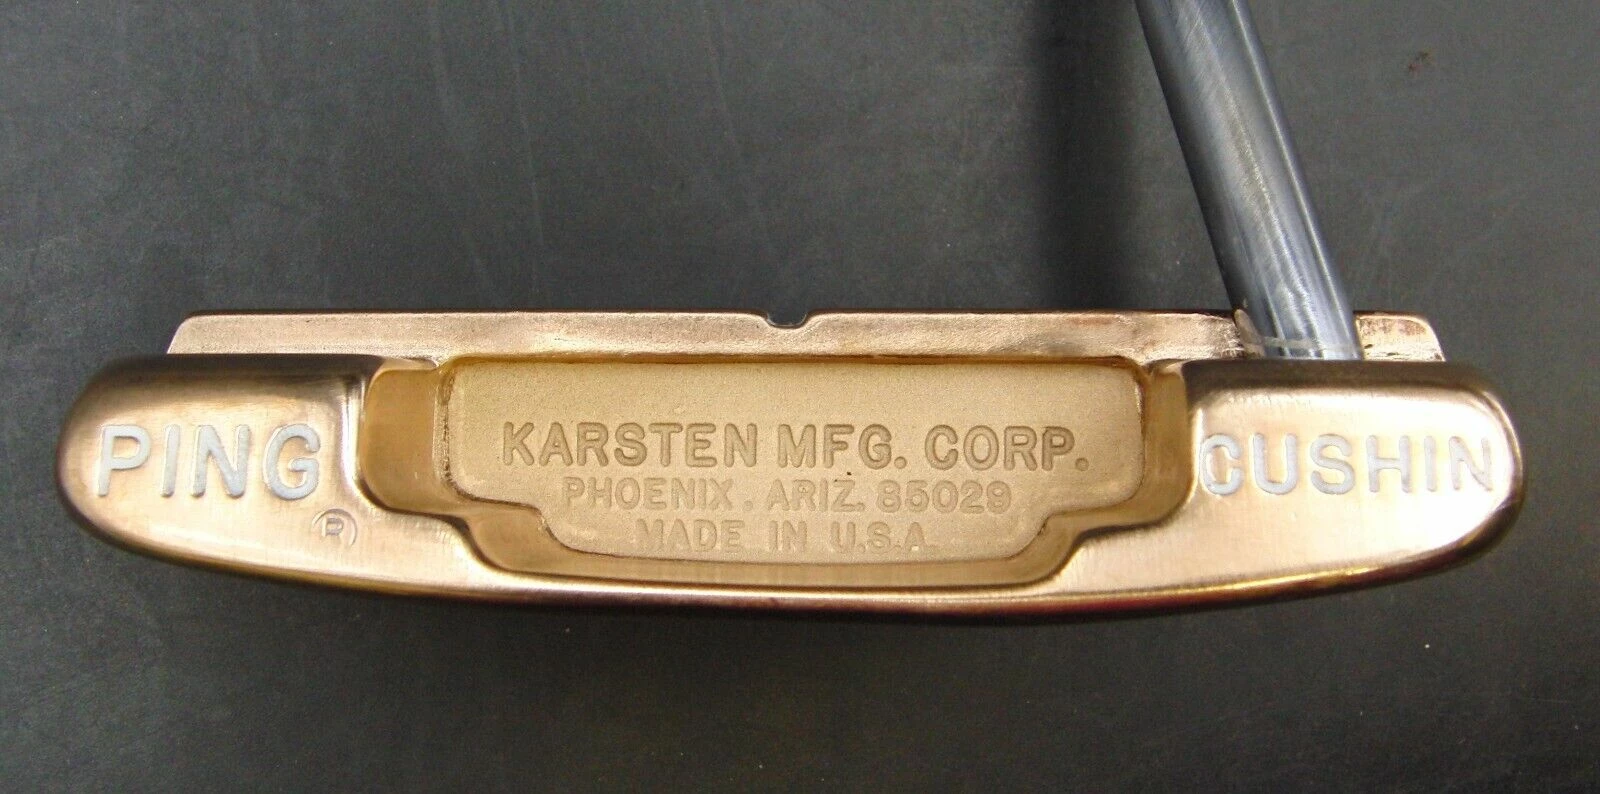 PING
®
KARSTEN MFG. CORP.
PHOENIX. ARIZ. 85029
MADE IN U.S.A.
CUSHIN